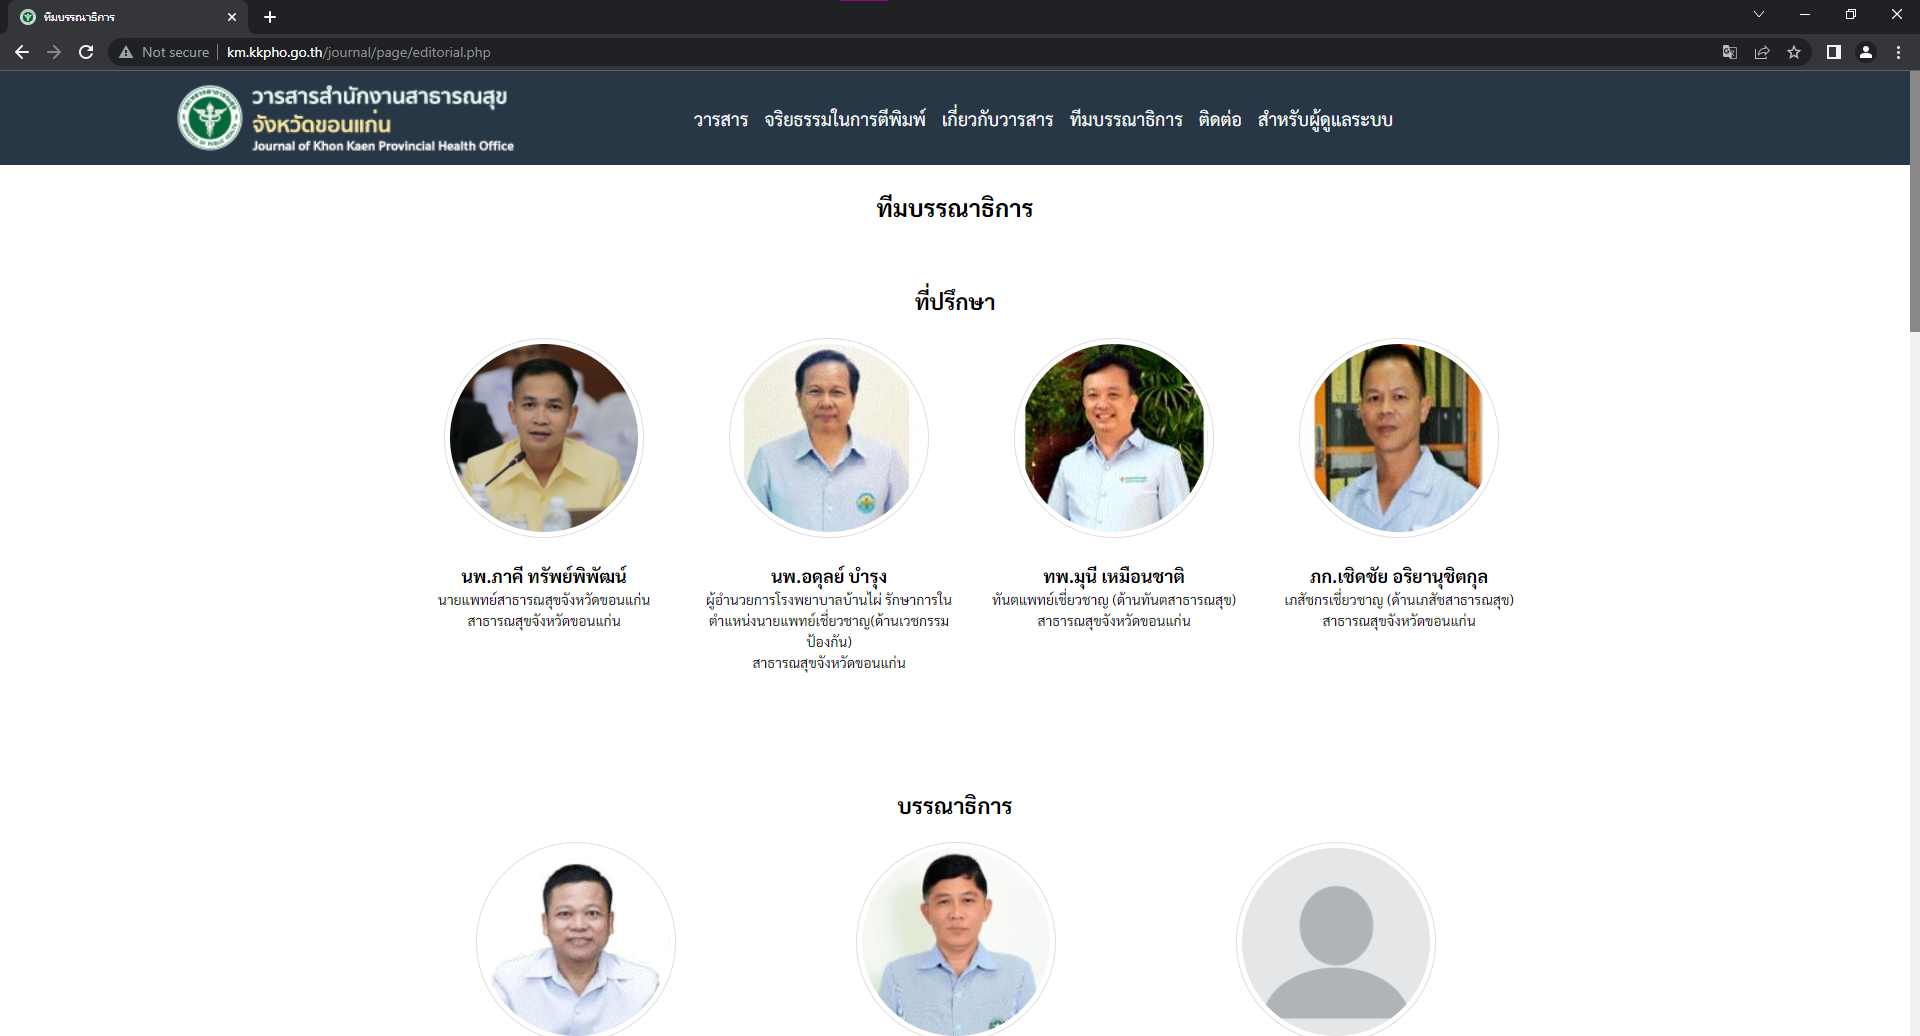 ทีมบรรณาธิการ
Not secure
km.kkpho.go.th/journal/page/editorial.php
วารสารสำนักงานสาธารณสุข
จังหวัดขอนแก่น
Journal of Khon Kaen Provincial Health Office
วารสาร จริยธรรมในการตีพิมพ์ เกี่ยวกับวารสาร ทีมบรรณาธิการ ติดต่อ สำหรับผู้ดูแลระบบ
ทีมบรรณาธิการ
ที่ปรึกษา
นพ.ภาคี ทรัพย์พิพัฒน์
นายแพทย์สาธารณสุขจังหวัดขอนแก่น
สาธารณสุขจังหวัดขอนแก่น
นพ.อดุลย์ บำรุง
ผู้อำนวยการโรงพยาบาลบ้านไผ่ รักษาการใน
ตำแหน่งนายแพทย์เชี่ยวชาญ(ด้านเวชกรรม
ป้องกัน)
สาธารณสุขจังหวัดขอนแก่น
ทพ.มุนี เหมือนชาติ
ทันตแพทย์เชี่ยวชาญ (ด้านทันตสาธารณสุข)
สาธารณสุขจังหวัดขอนแก่น
ภก.เชิดชัย อริยานุชิตกุล
เภสัชกรเชี่ยวชาญ (ด้านเภสัชสาธารณสุข)
สาธารณสุขจังหวัดขอนแก่น
บรรณาธิการ